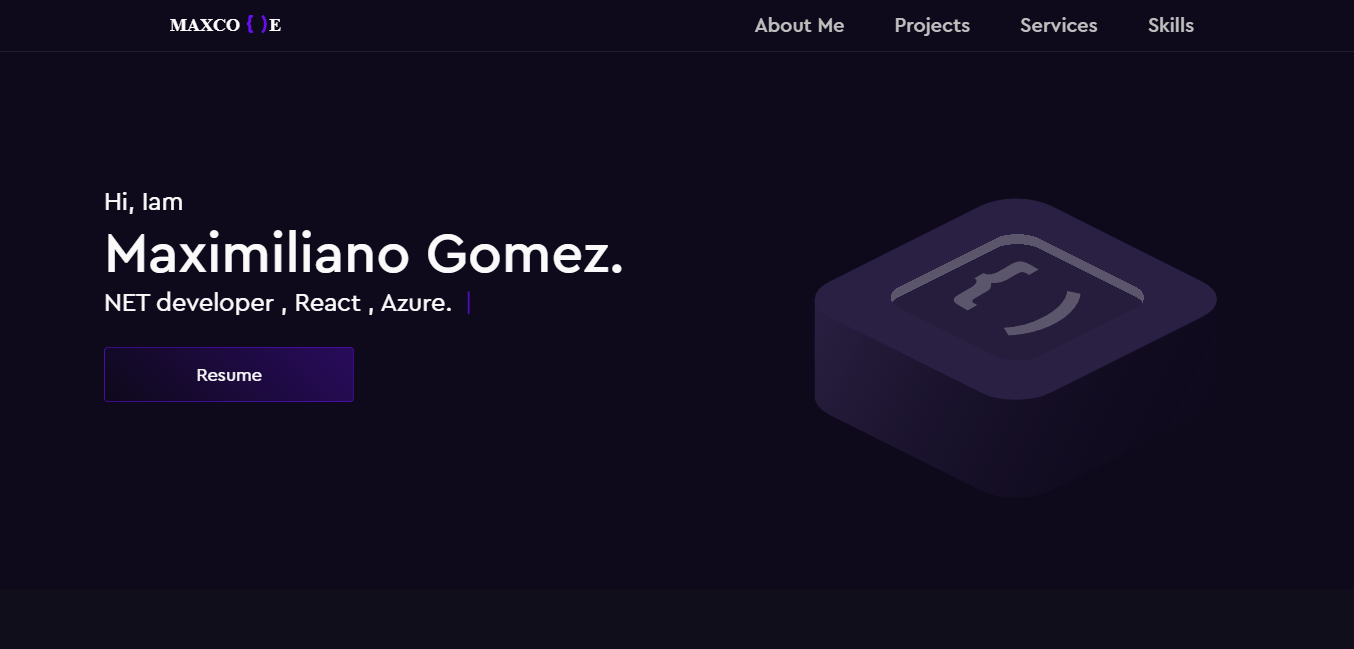 MAXCO { ) E
About Me
Projects
Services
Skills
Hi, Iam
Maximiliano Gomez.
NET developer , React , Azure. |
Resume
{ )